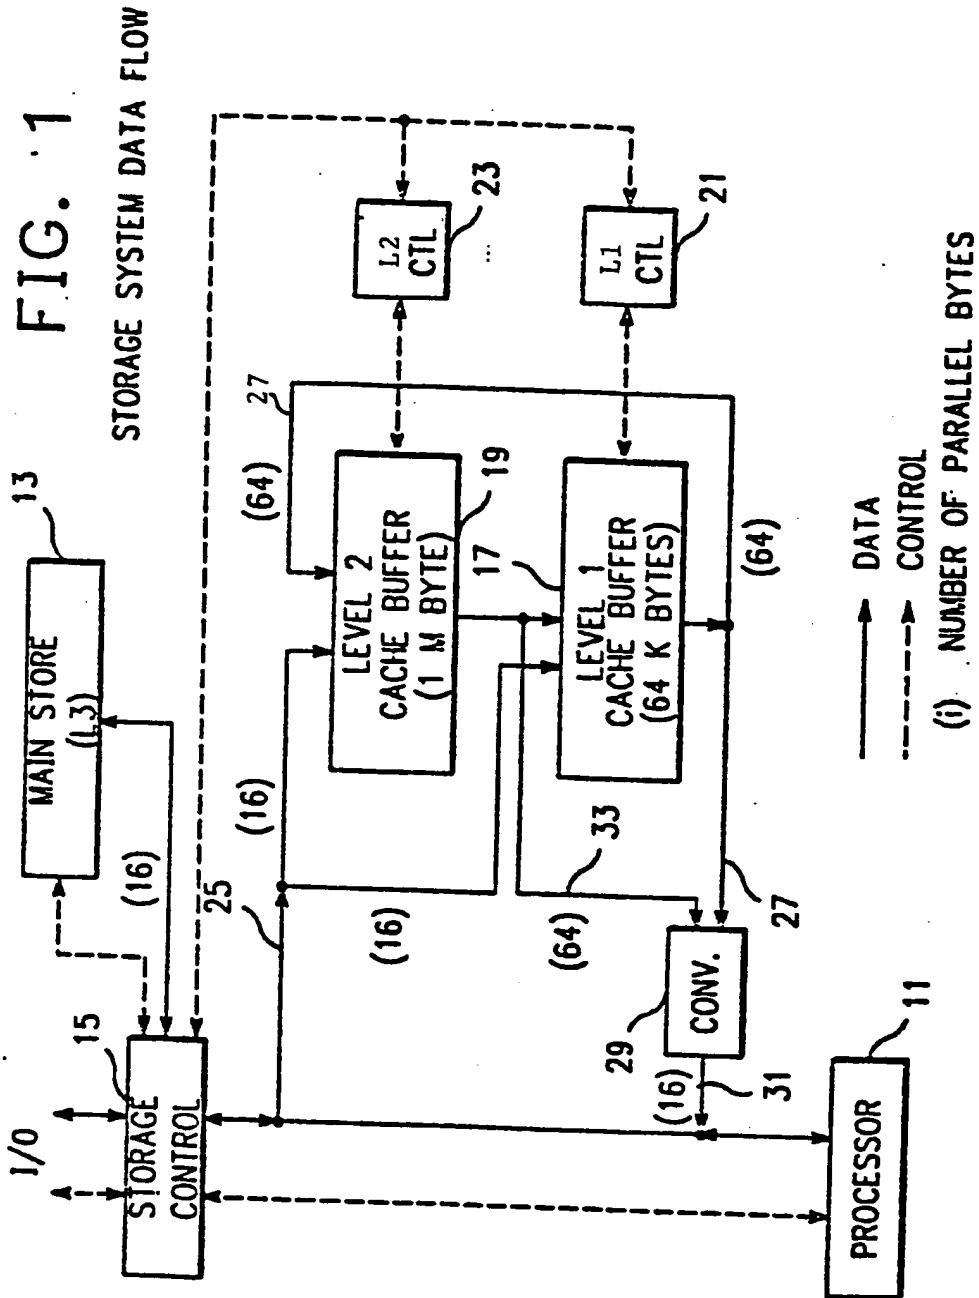 FIG. 1
STORAGE SYSTEM DATA FLOW
I/O
STORAGE
CONTROL
15
MAIN STORE
(L3)
13
(16)
25
(16)
(16)
(64)
27
LEVEL 2
CACHE BUFFER
(1 M BYTE)
19
L2
CTL
23
...
17
LEVEL 1
CACHE BUFFER
(64 K BYTES)
L1
CTL
21
33
(64)
(64)
27
29
CONV.
(16)
31
PROCESSOR
11
DATA
CONTROL
(i) NUMBER OF PARALLEL BYTES